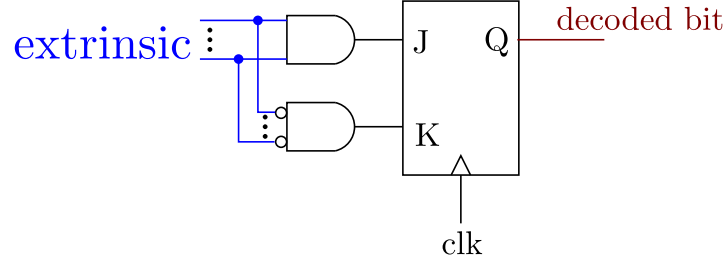 decoded bit
extrinsic
J
Q
K
clk